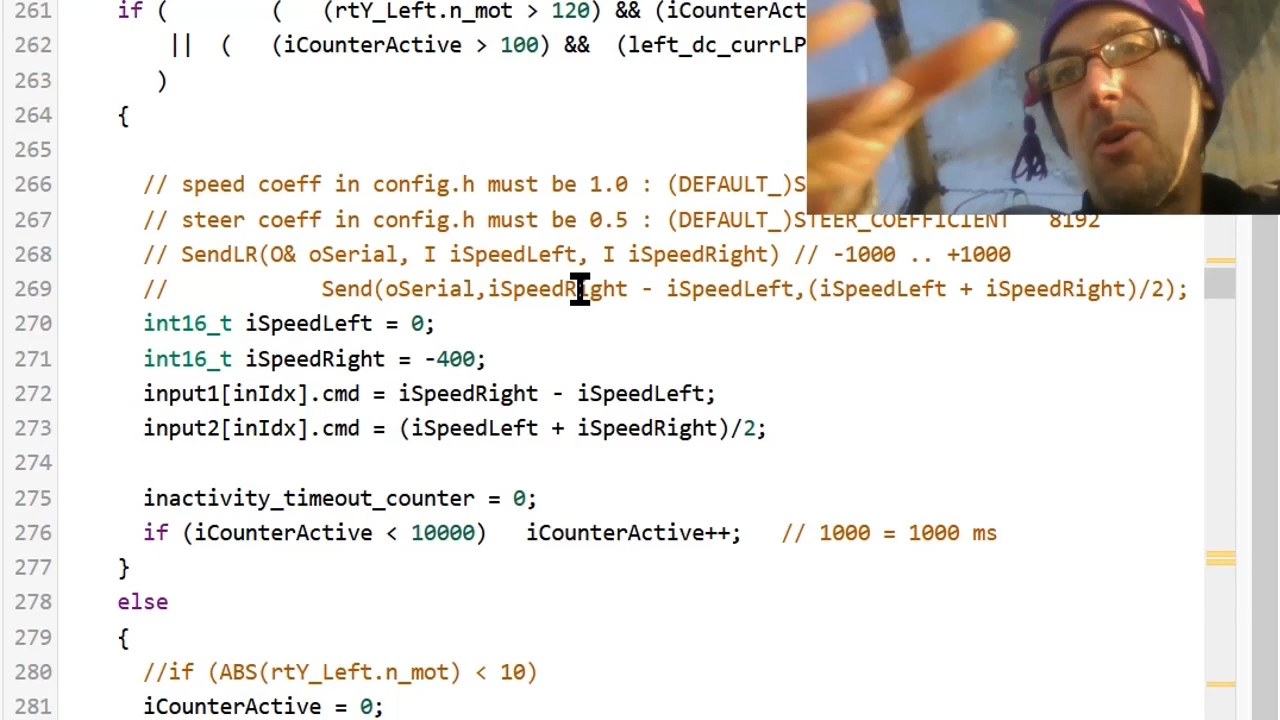 261 if ( ( (rtY_Left.n_mot > 120) && (iCounterAct
262 || ( (iCounterActive > 100) && (left_dc_currLP
263 )
264 {
265
266 // speed coeff in config.h must be 1.0 : (DEFAULT_)S
267 // steer coeff in config.h must be 0.5 : (DEFAULT_)STEER_COEFFICIENT 8192
268 // SendLR(O& oSerial, I iSpeedLeft, I iSpeedRight) // -1000 .. +1000
269 // Send(oSerial,iSpeedRight - iSpeedLeft,(iSpeedLeft + iSpeedRight)/2);
270 int16_t iSpeedLeft = 0;
271 int16_t iSpeedRight = -400;
272 input1[inIdx].cmd = iSpeedRight - iSpeedLeft;
273 input2[inIdx].cmd = (iSpeedLeft + iSpeedRight)/2;
274
275 inactivity_timeout_counter = 0;
276 if (iCounterActive < 10000) iCounterActive++; // 1000 = 1000 ms
277 }
278 else
279 {
280 //if (ABS(rtY_Left.n_mot) < 10)
281 iCounterActive = 0;